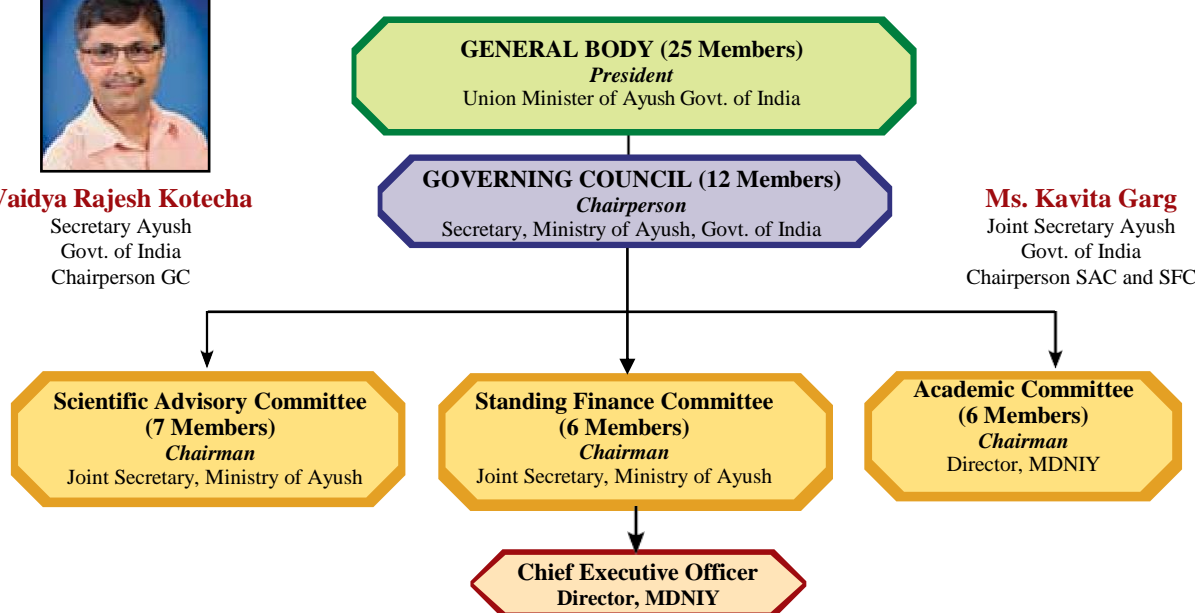 GENERAL BODY (25 Members)
President
Union Minister of Ayush Govt. of India
GOVERNING COUNCIL (12 Members)
Chairperson
Secretary, Ministry of Ayush, Govt. of India
Vaidya Rajesh Kotecha
Secretary Ayush
Govt. of India
Chairperson GC
Ms. Kavita Garg
Joint Secretary Ayush
Govt. of India
Chairperson SAC and SFC
Scientific Advisory Committee
(7 Members)
Chairman
Joint Secretary, Ministry of Ayush
Standing Finance Committee
(6 Members)
Chairman
Joint Secretary, Ministry of Ayush
Academic Committee
(6 Members)
Chairman
Director, MDNIY
Chief Executive Officer
Director, MDNIY